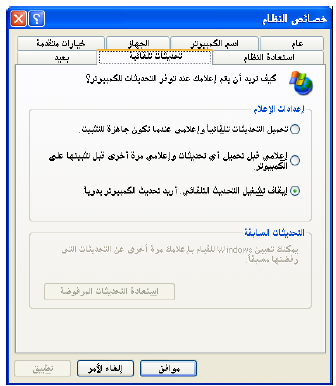 خصائص النظام
عام
اسم الكمبيوتر
الجهاز
خيارات متقدمة
استعادة النظام
تحديثات تلقائية
بعيد
كيف تريد أن يتم إعلامك عند توفر التحديثات للكمبيوتر؟
إعدادات الإعلام
تحميل التحديثات تلقائياً وإعلامي عندما تكون جاهزة للتثبيت.
إعلامي قبل تحميل أي تحديثات وإعلامي مرة أخرى قبل تثبيتها على
الكمبيوتر.
إيقاف تشغيل التحديث التلقائي. أريد تحديث الكمبيوتر يدوياً.
التحديثات السابقة
يمكنك تعيين Windows للقيام بإعلامك مرة أخرى عن التحديثات التي
رفضتها مسبقاً.
استعادة التحديثات المرفوضة
موافق
إلغاء الأمر
تطبيق